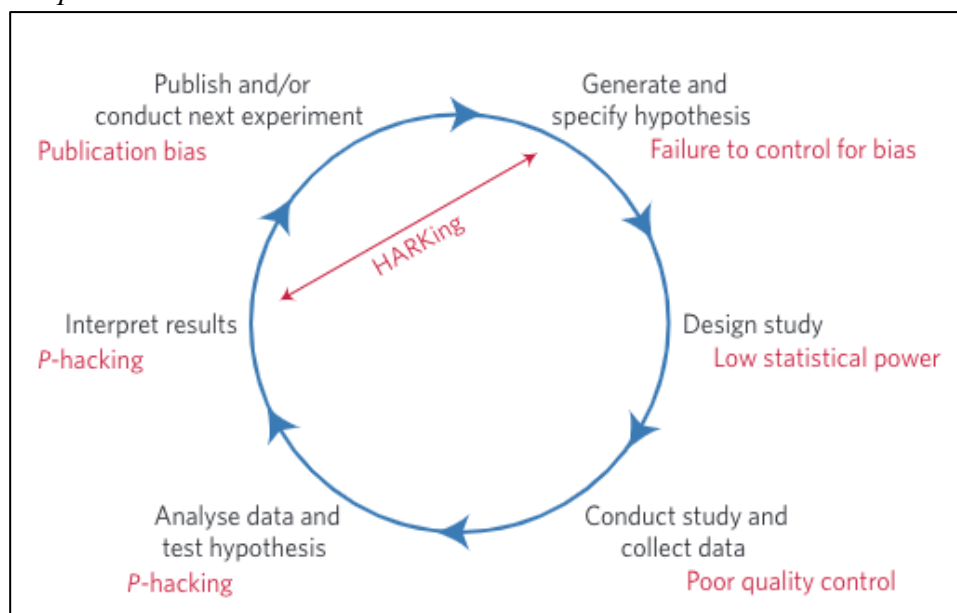 Publish and/or
conduct next experiment
Publication bias
Generate and
specify hypothesis
Failure to control for bias
HARKing
Interpret results
P-hacking
Design study
Low statistical power
Analyse data and
test hypothesis
P-hacking
Conduct study and
collect data
Poor quality control